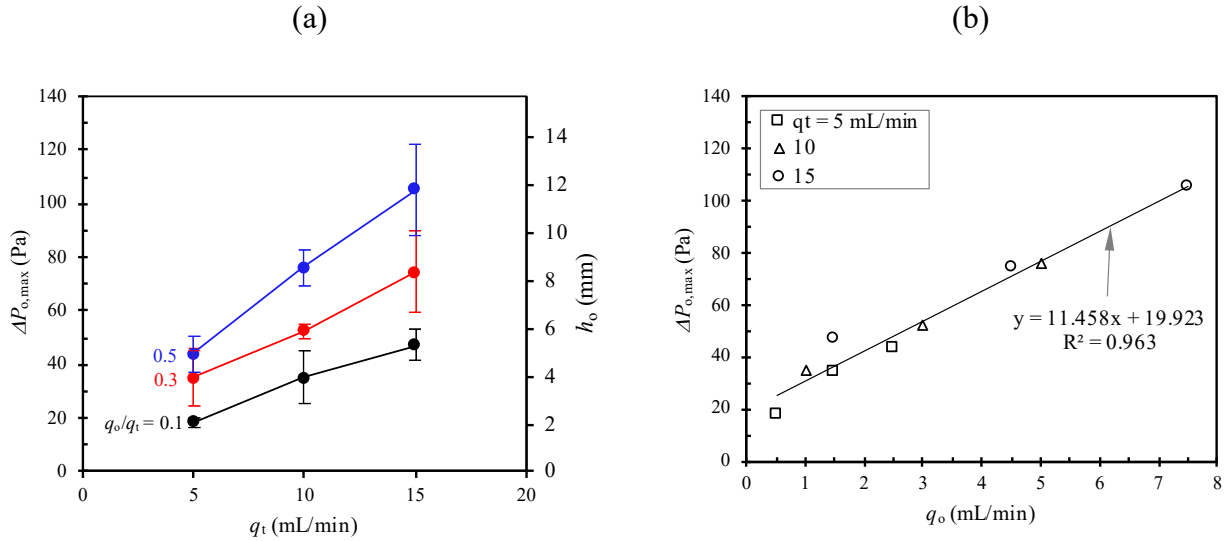 (a)
140
120
100
80
60
40
20
0
ΔPo,max (Pa)
0.5
0.3
qo/qt = 0.1
14
12
10
8
6
4
2
0
ho (mm)
0 5 10 15 20
qt (mL/min)
(b)
140
120
100
80
60
40
20
0
ΔPo,max (Pa)
qt = 5 mL/min
10
15
y = 11.458x + 19.923
R² = 0.963
0 1 2 3 4 5 6 7 8
qo (mL/min)